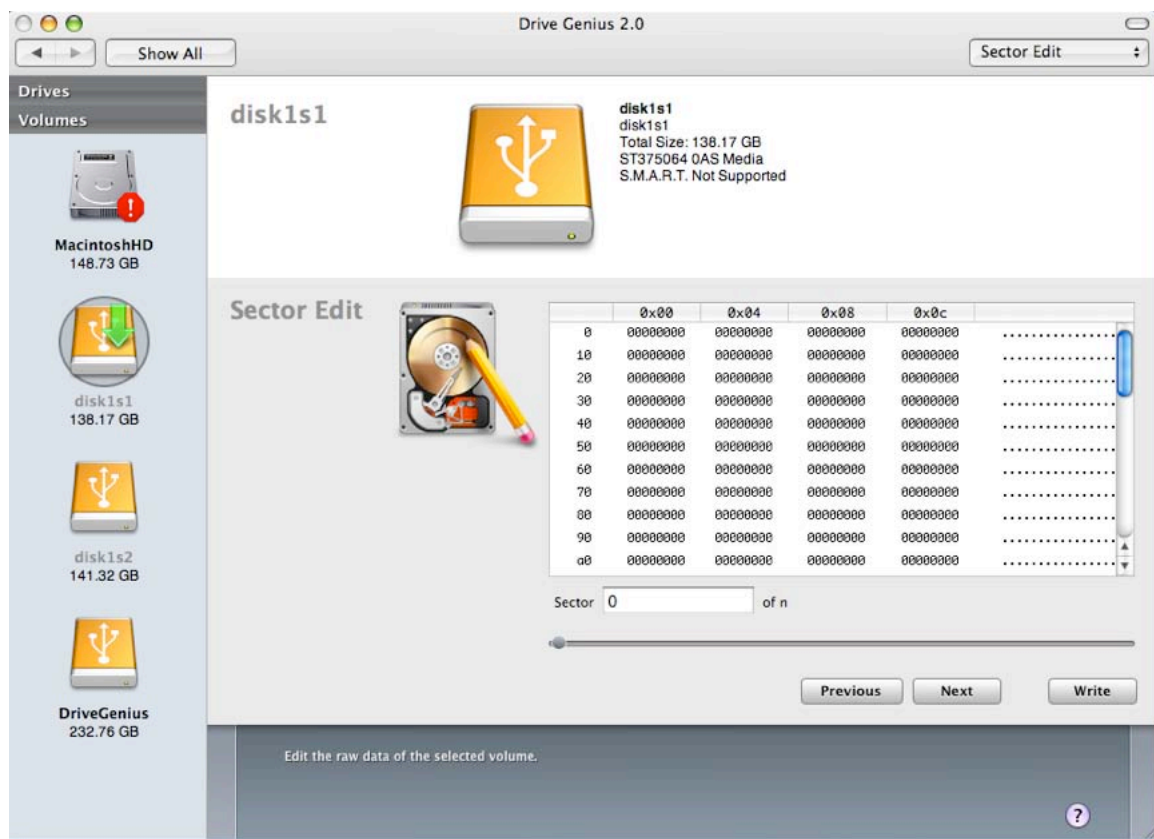 Drive Genius 2.0
Show All
Sector Edit
Drives
Volumes
MacintoshHD
148.73 GB
disk1s1
138.17 GB
disk1s2
141.32 GB
DriveGenius
232.76 GB
disk1s1
disk1s1
disk1s1
Total Size: 138.17 GB
ST375064 0AS Media
S.M.A.R.T. Not Supported
Sector Edit
0x00 0x04 0x08 0x0c
0 00000000 00000000 00000000 00000000 ................
10 00000000 00000000 00000000 00000000 ................
20 00000000 00000000 00000000 00000000 ................
30 00000000 00000000 00000000 00000000 ................
40 00000000 00000000 00000000 00000000 ................
50 00000000 00000000 00000000 00000000 ................
60 00000000 00000000 00000000 00000000 ................
70 00000000 00000000 00000000 00000000 ................
80 00000000 00000000 00000000 00000000 ................
90 00000000 00000000 00000000 00000000 ................
a0 00000000 00000000 00000000 00000000 ................
Sector 0 of n
Previous Next Write
Edit the raw data of the selected volume.
?